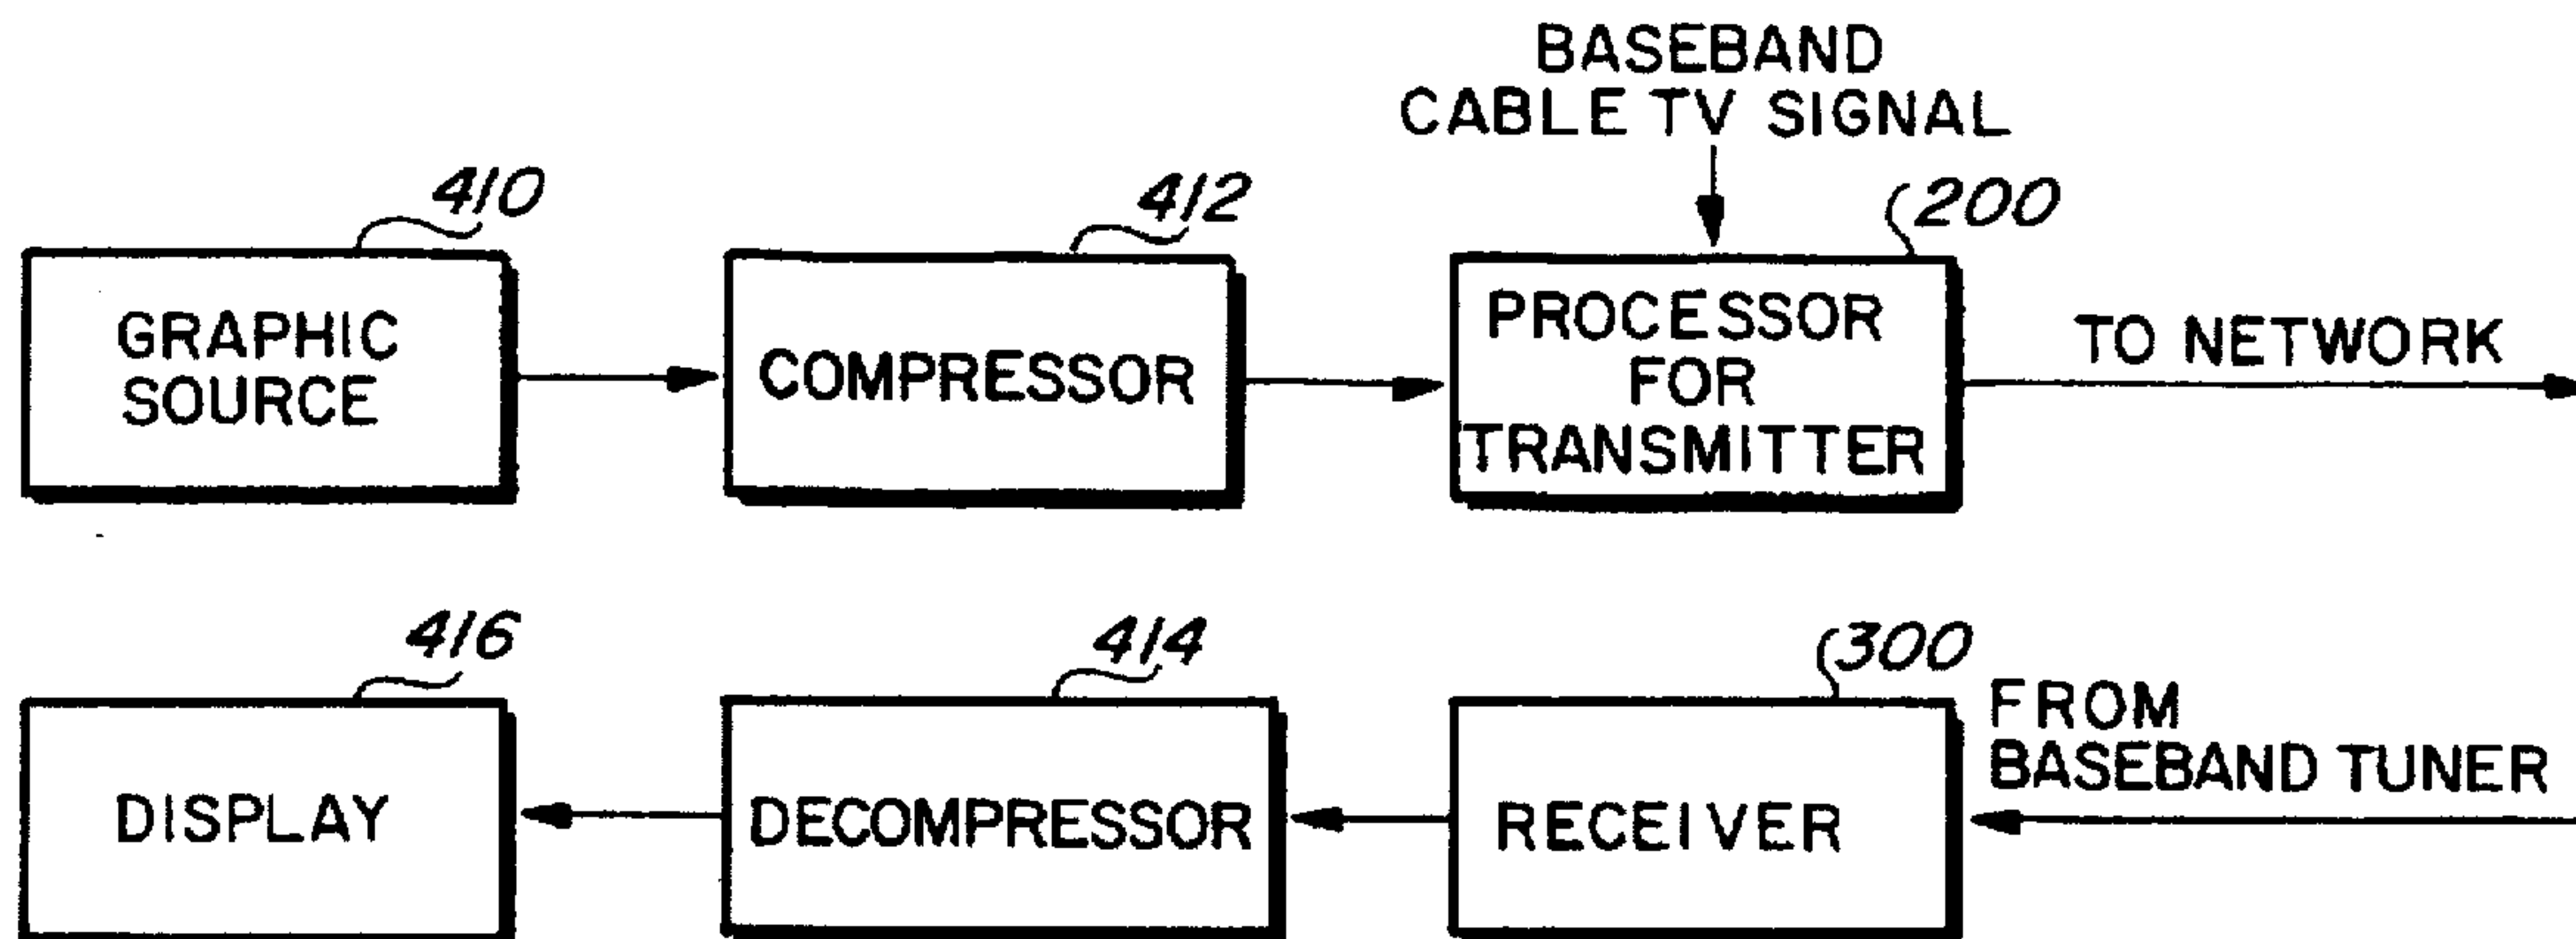 BASEBAND
CABLE TV SIGNAL
410
412
200
GRAPHIC
SOURCE
COMPRESSOR
PROCESSOR
FOR
TRANSMITTER
TO NETWORK
416
414
300
DISPLAY
DECOMPRESSOR
RECEIVER
FROM
BASEBAND TUNER